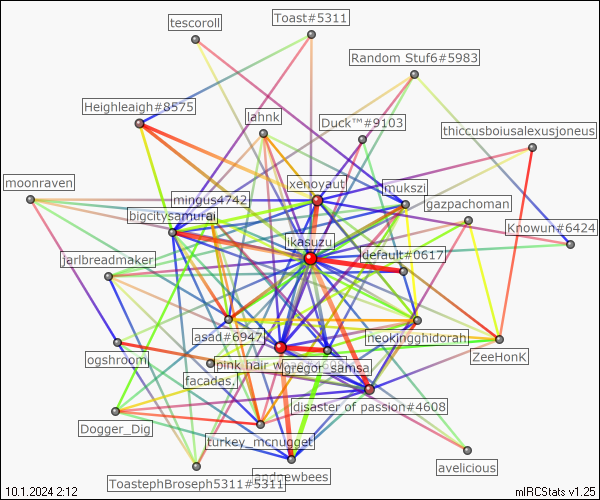 Toast#5311
tescoroll
Random Stuf6#5983
Heighleaigh#8575
lahnk
Duck™#9103
thiccusboiusalexusjoneus
moonraven
xenoyaut
mukszi
mingus4742
gazpachoman
bigcitysamurai
Knowun#6424
ikasuzu
default#0617
jarlbreadmaker
asad#6947
neokingghidorah
ogshroom
pink hair w
gregor_samsa
ZeeHonK
facadas.
disaster of passion#4608
Dogger_Dig
turkey_mcnugget
andnewbees
avelicious
ToastephBroseph5311#5311
10.1.2024 2:12
mIRCStats v1.25